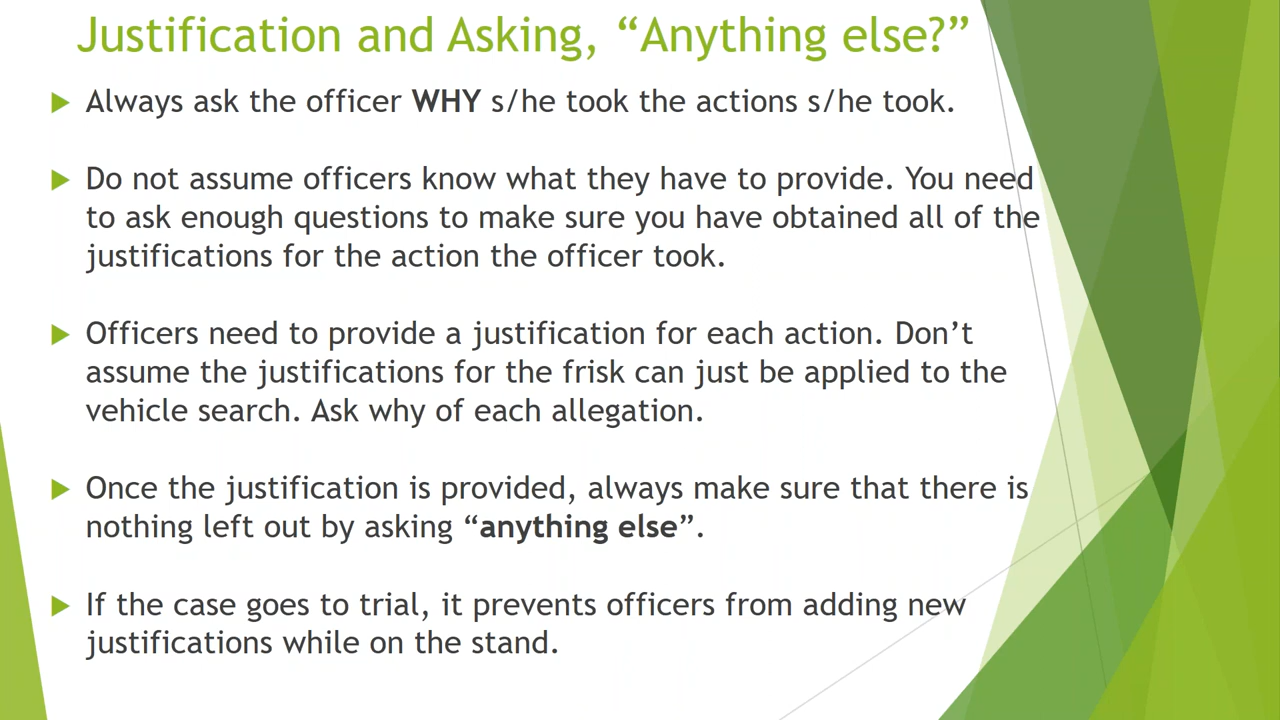 Justification and Asking, “Anything else?”
Always ask the officer WHY s/he took the actions s/he took.
Do not assume officers know what they have to provide. You need
to ask enough questions to make sure you have obtained all of the
justifications for the action the officer took.
Officers need to provide a justification for each action. Don’t
assume the justifications for the frisk can just be applied to the
vehicle search. Ask why of each allegation.
Once the justification is provided, always make sure that there is
nothing left out by asking “anything else”.
If the case goes to trial, it prevents officers from adding new
justifications while on the stand.